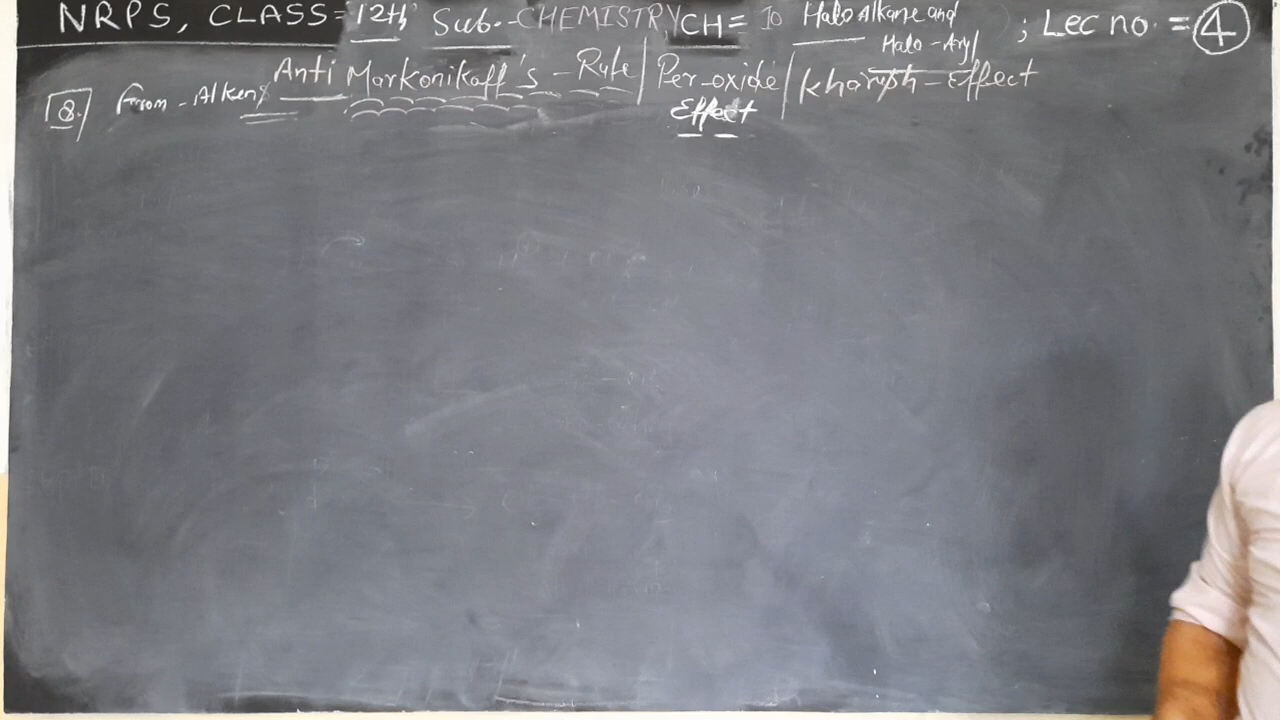 NRPS, CLASS=12th Sub.-CHEMISTRY, CH= 10 Halo Alkane and Halo-Aryl ; Lec no. = 4
8. From-Alkene Anti Markonikoff's-Rule / Per-oxide Effect / kharsph-Effect